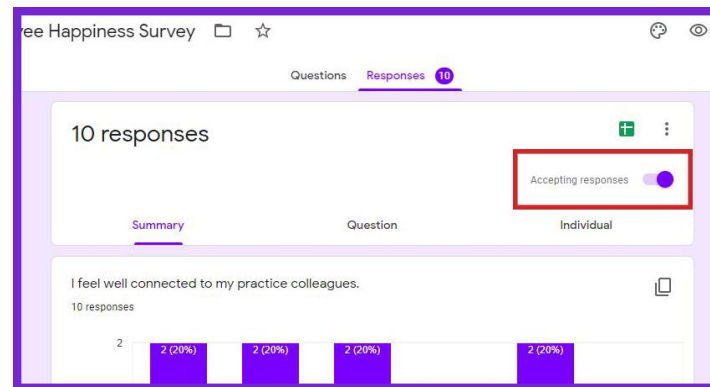 ee Happiness Survey
Questions Responses 10
10 responses
Accepting responses
Summary Question Individual
I feel well connected to my practice colleagues.
10 responses
2
2 (20%) 2 (20%) 2 (20%) 2 (20%)